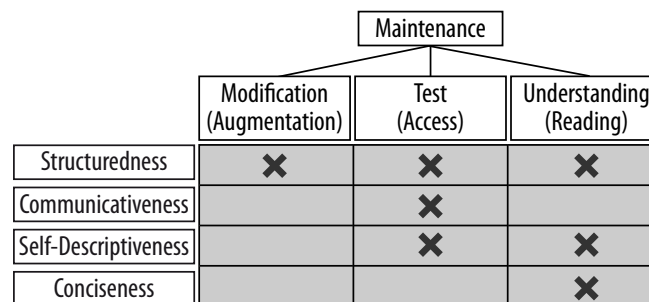 Maintenance
Modification
(Augmentation)
Test
(Access)
Understanding
(Reading)
Structuredness
Communicativeness
Self-Descriptiveness
Conciseness